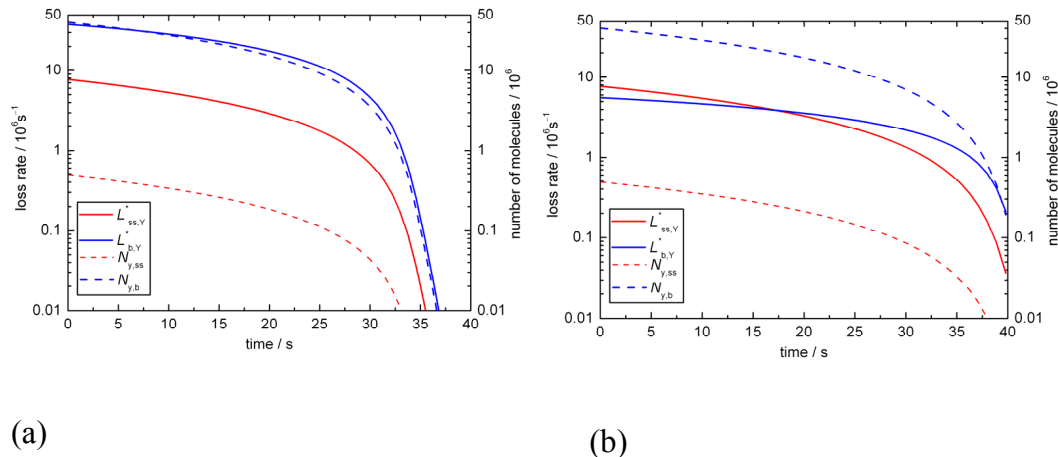 50
10
1
0.1
0.01
loss rate / 10⁶s⁻¹
L*ss,Y
L*b,Y
Ny,ss
Ny,b
50
10
1
0.1
0.01
number of molecules / 10⁶
0 5 10 15 20 25 30 35 40
time / s
(a)
50
10
1
0.1
0.01
loss rate / 10⁶s⁻¹
L*ss,Y
L*b,Y
Ny,ss
Ny,b
50
10
1
0.1
0.01
number of molecules / 10⁶
0 5 10 15 20 25 30 35 40
time / s
(b)